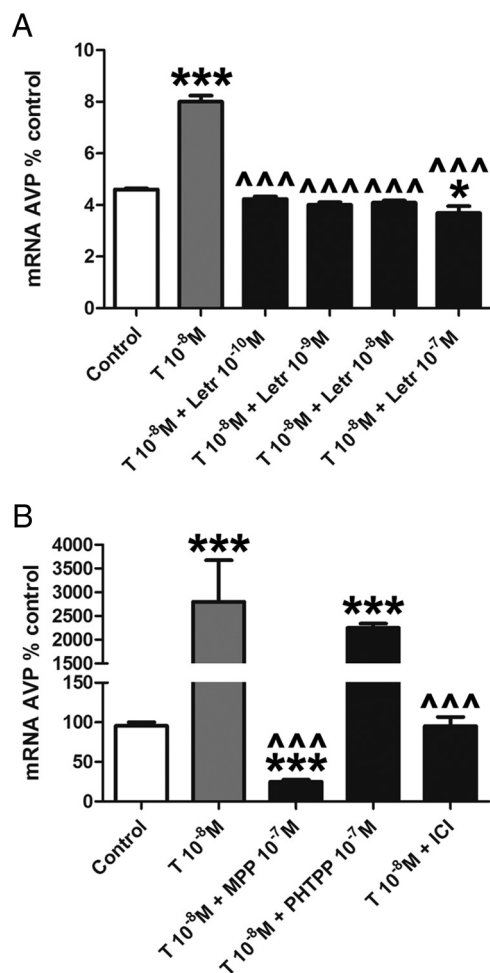 A
mRNA AVP % control
10
8
6
4
2
0
***
^^^
^^^
^^^
^^^
*
Control
T 10⁻⁸M
T 10⁻⁸M + Letr 10⁻¹⁰M
T 10⁻⁸M + Letr 10⁻⁹M
T 10⁻⁸M + Letr 10⁻⁸M
T 10⁻⁸M + Letr 10⁻⁷M
B
mRNA AVP % control
4000
3500
3000
2500
2000
1500
150
100
50
0
***
^^^
***
***
^^^
Control
T 10⁻⁸M
T 10⁻⁸M + MPP 10⁻⁷M
T 10⁻⁸M + PHTPP 10⁻⁷M
T 10⁻⁸M + ICI